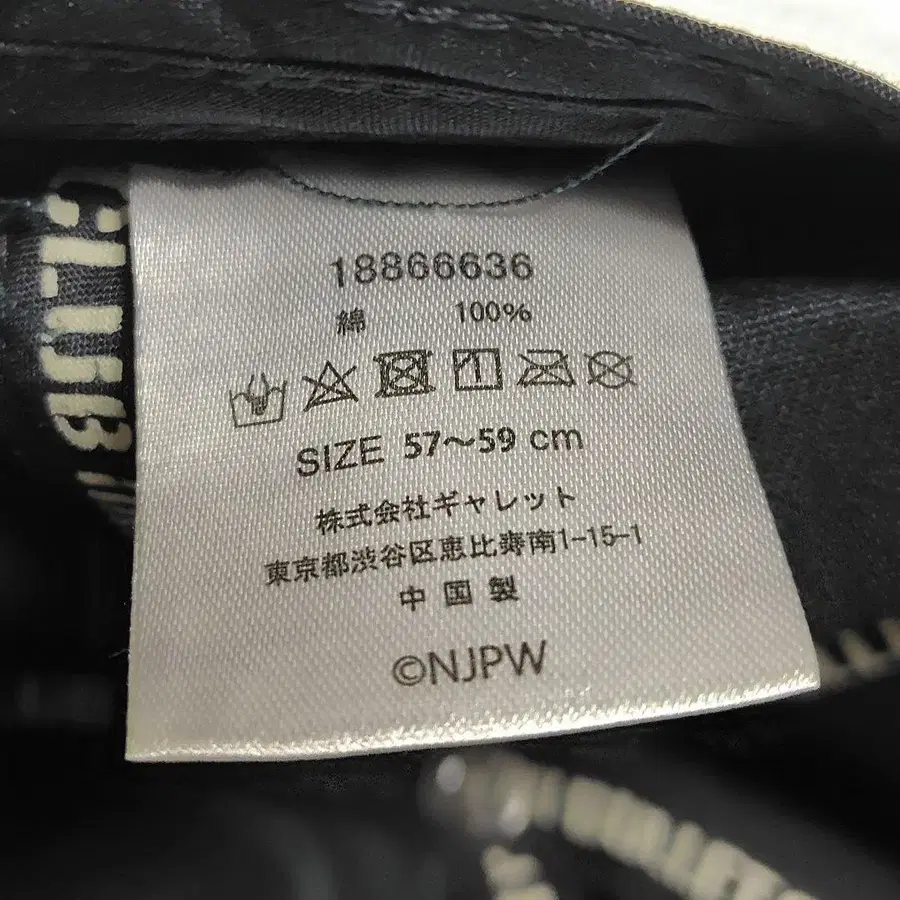 18866636
綿 100%
SIZE 57～59 cm
株式会社ギャレット
東京都渋谷区恵比寿南1-15-1
中国製
©NJPW
CLUB